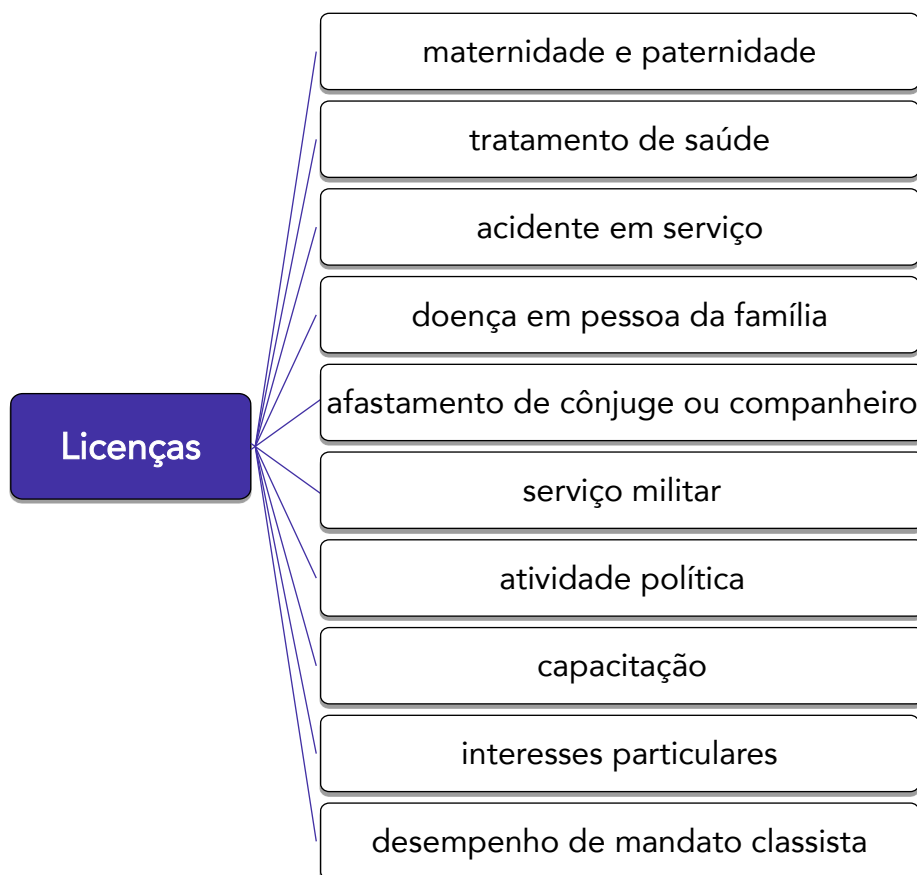 maternidade e paternidade
tratamento de saúde
acidente em serviço
doença em pessoa da família
afastamento de cônjuge ou companheiro
Licenças
serviço militar
atividade política
capacitação
interesses particulares
desempenho de mandato classista